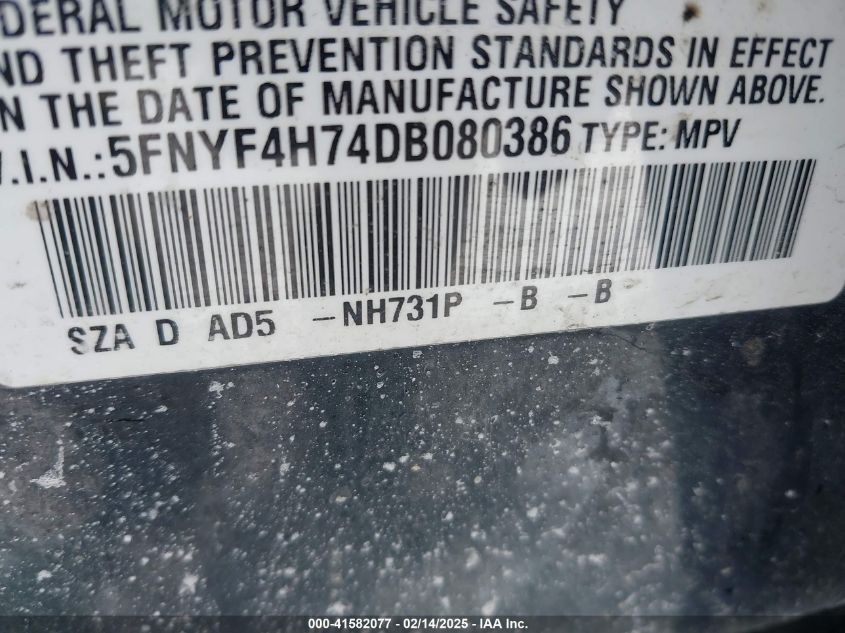 DERAL MOTOR VEHICLE SAFETY
ND THEFT PREVENTION STANDARDS IN EFFECT
N THE DATE OF MANUFACTURE SHOWN ABOVE.
.I.N.:5FNYF4H74DB080386 TYPE: MPV
SZA D AD5 -NH731P -B -B
000-41582077 - 02/14/2025 - IAAI Inc.